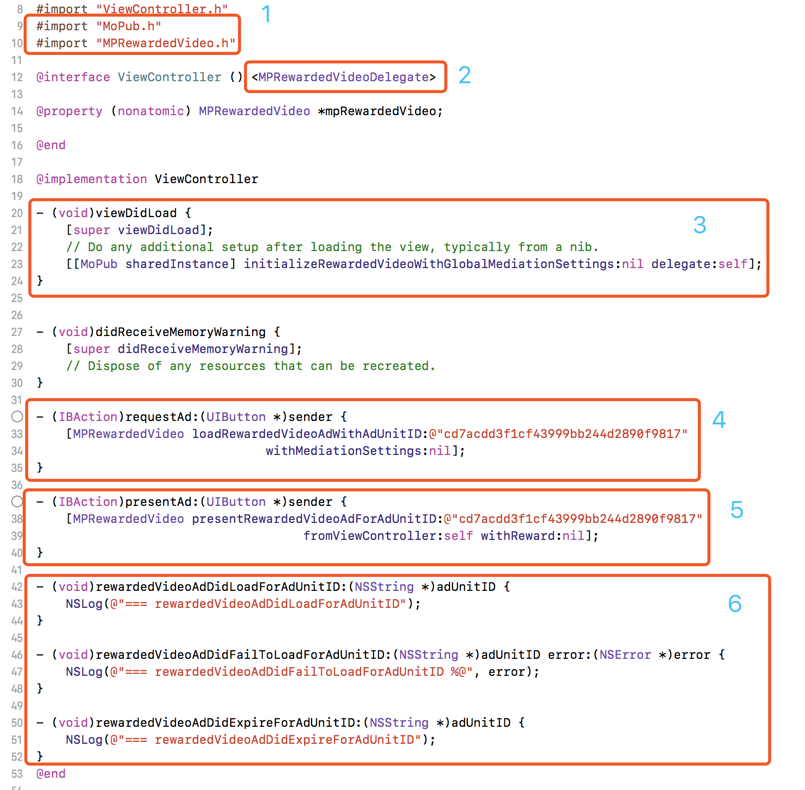 8 #import "ViewController.h"
1
9 #import "MoPub.h"
10 #import "MPRewardedVideo.h"
11
12 @interface ViewController () <MPRewardedVideoDelegate> 2
13
14 @property (nonatomic) MPRewardedVideo *mpRewardedVideo;
15
16 @end
17
18 @implementation ViewController
19
20 - (void)viewDidLoad {
3
21 [super viewDidLoad];
22 // Do any additional setup after loading the view, typically from a nib.
23 [[MoPub sharedInstance] initializeRewardedVideoWithGlobalMediationSettings:nil delegate:self];
24 }
25
26
27 - (void)didReceiveMemoryWarning {
28 [super didReceiveMemoryWarning];
29 // Dispose of any resources that can be recreated.
30 }
31
- (IBAction)requestAd:(UIButton *)sender { 4
33 [MPRewardedVideo loadRewardedVideoAdWithAdUnitID:@"cd7acdd3f1cf43999bb244d2890f9817"
34 withMediationSettings:nil];
35 }
36
- (IBAction)presentAd:(UIButton *)sender { 5
38 [MPRewardedVideo presentRewardedVideoAdForAdUnitID:@"cd7acdd3f1cf43999bb244d2890f9817"
39 fromViewController:self withReward:nil];
40 }
41
42 - (void)rewardedVideoAdDidLoadForAdUnitID:(NSString *)adUnitID {
43 NSLog(@"=== rewardedVideoAdDidLoadForAdUnitID"); 6
44 }
45
46 - (void)rewardedVideoAdDidFailToLoadForAdUnitID:(NSString *)adUnitID error:(NSError *)error {
47 NSLog(@"=== rewardedVideoAdDidFailToLoadForAdUnitID %@", error);
48 }
49
50 - (void)rewardedVideoAdDidExpireForAdUnitID:(NSString *)adUnitID {
51 NSLog(@"=== rewardedVideoAdDidExpireForAdUnitID");
52 }
53 @end